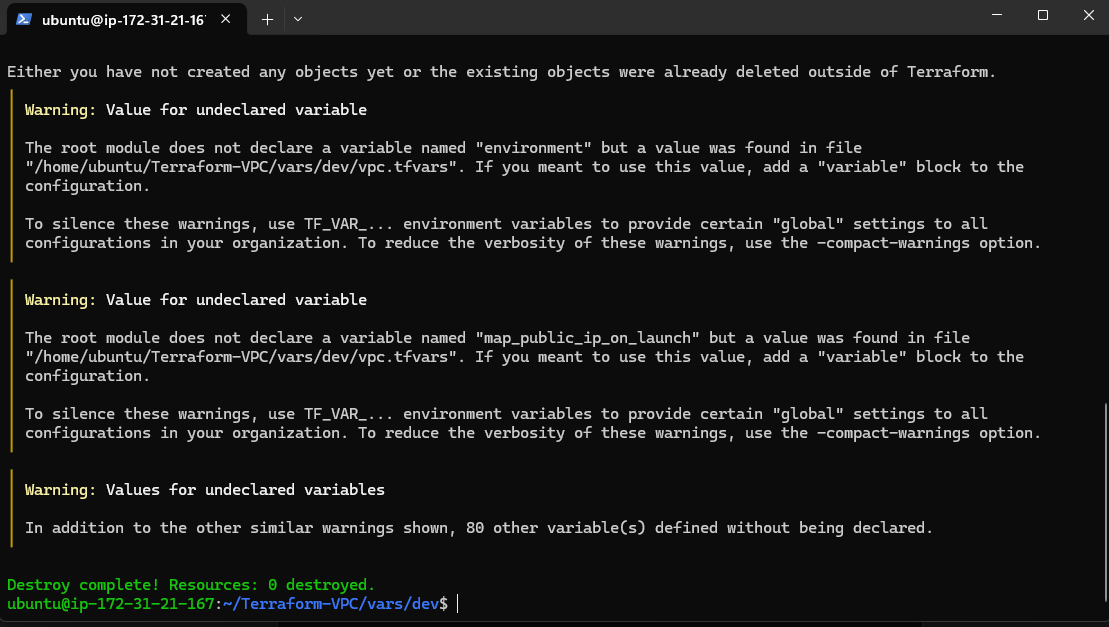 ubuntu@ip-172-31-21-16
Either you have not created any objects yet or the existing objects were already deleted outside of Terraform.
Warning: Value for undeclared variable
The root module does not declare a variable named "environment" but a value was found in file
"/home/ubuntu/Terraform-VPC/vars/dev/vpc.tfvars". If you meant to use this value, add a "variable" block to the
configuration.
To silence these warnings, use TF_VAR_... environment variables to provide certain "global" settings to all
configurations in your organization. To reduce the verbosity of these warnings, use the -compact-warnings option.
Warning: Value for undeclared variable
The root module does not declare a variable named "map_public_ip_on_launch" but a value was found in file
"/home/ubuntu/Terraform-VPC/vars/dev/vpc.tfvars". If you meant to use this value, add a "variable" block to the
configuration.
To silence these warnings, use TF_VAR_... environment variables to provide certain "global" settings to all
configurations in your organization. To reduce the verbosity of these warnings, use the -compact-warnings option.
Warning: Values for undeclared variables
In addition to the other similar warnings shown, 80 other variable(s) defined without being declared.
Destroy complete! Resources: 0 destroyed.
ubuntu@ip-172-31-21-167:~/Terraform-VPC/vars/dev$